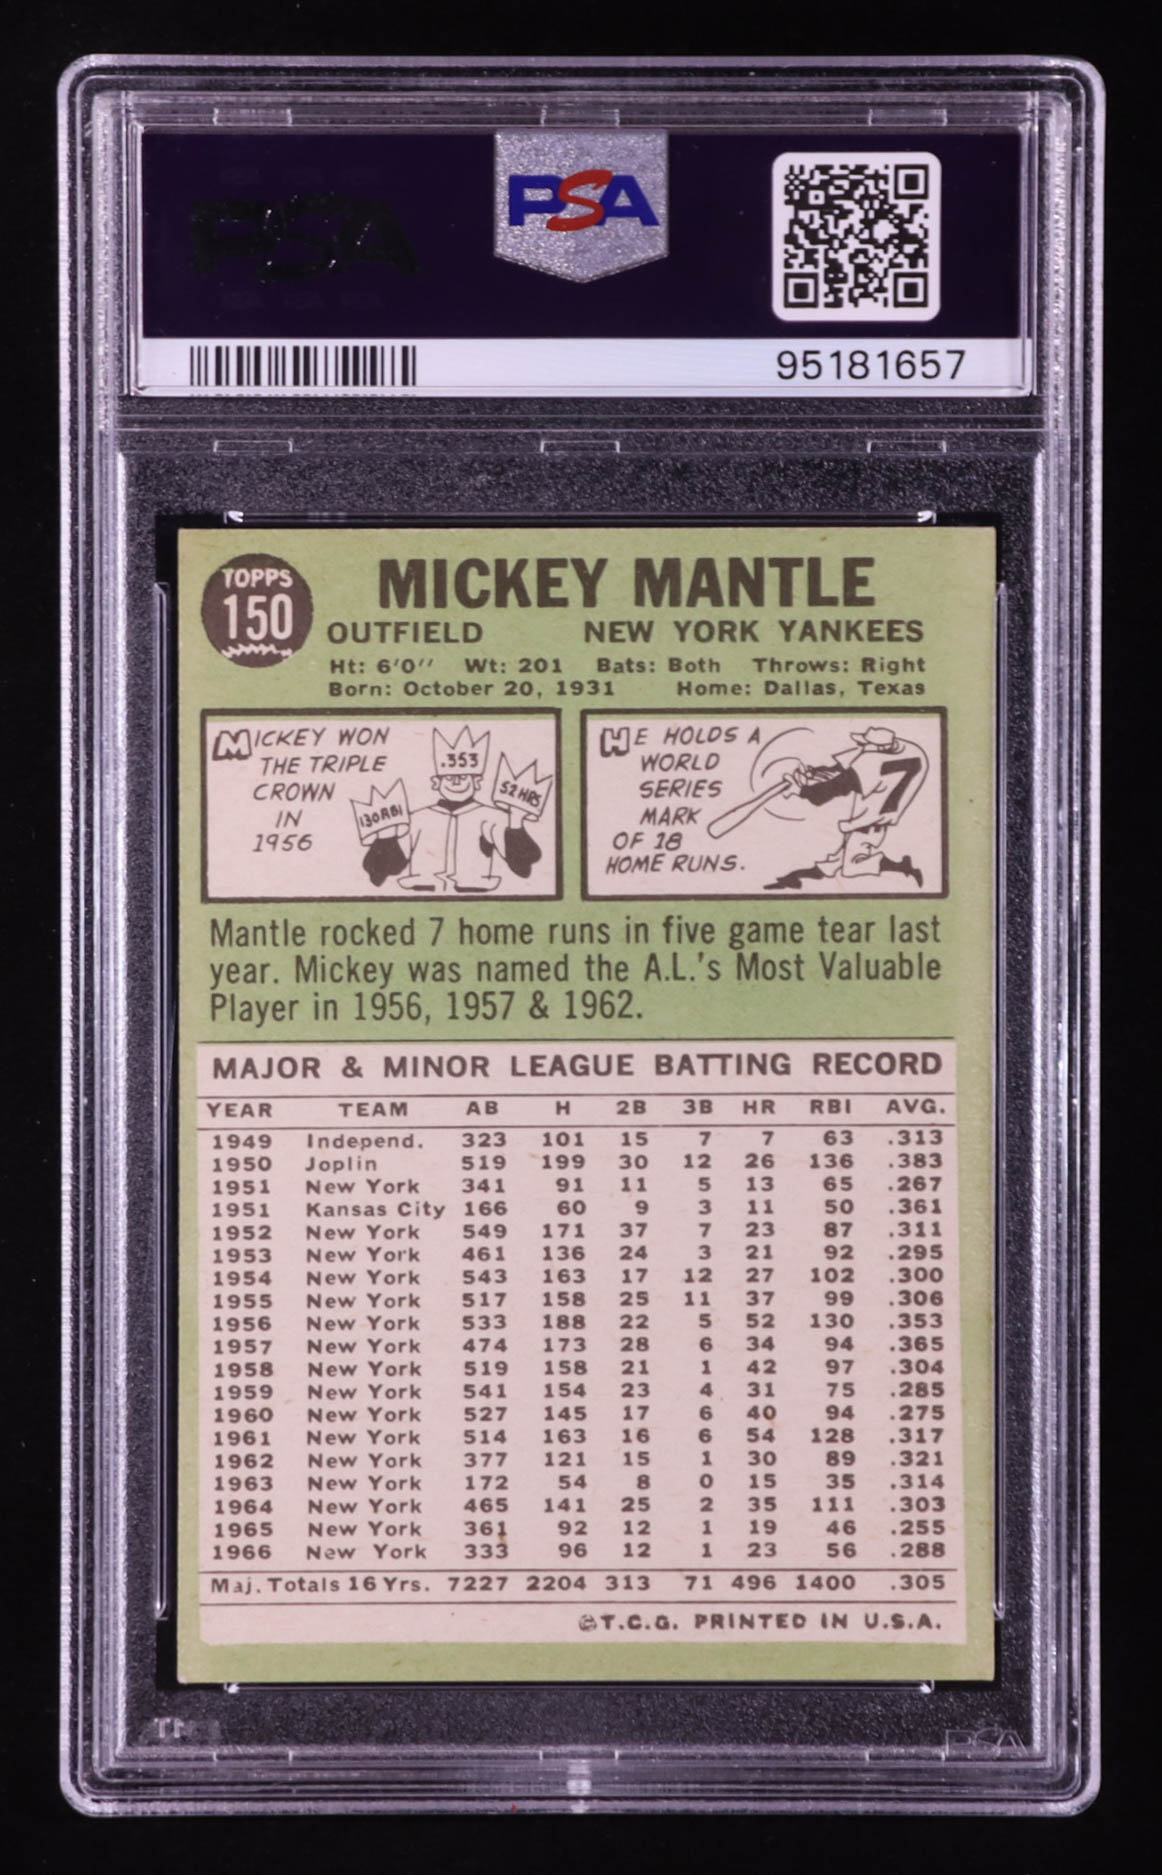 PSA
PSA
95181657
TOPPS
150
MICKEY MANTLE
OUTFIELD NEW YORK YANKEES
Ht: 6'0'' Wt: 201 Bats: Both Throws: Right
Born: October 20, 1931 Home: Dallas, Texas
MICKEY WON
THE TRIPLE
CROWN
IN
1956
.353
130 RBI
52 HRS
HE HOLDS A
WORLD
SERIES
MARK
OF 18
HOME RUNS.
7
Mantle rocked 7 home runs in five game tear last
year. Mickey was named the A.L.'s Most Valuable
Player in 1956, 1957 & 1962.
MAJOR & MINOR LEAGUE BATTING RECORD
YEAR TEAM AB H 2B 3B HR RBI AVG.
1949 Independ. 323 101 15 7 7 63 .313
1950 Joplin 519 199 30 12 26 136 .383
1951 New York 341 91 11 5 13 65 .267
1951 Kansas City 166 60 9 3 11 50 .361
1952 New York 549 171 37 7 23 87 .311
1953 New York 461 136 24 3 21 92 .295
1954 New York 543 163 17 12 27 102 .300
1955 New York 517 158 25 11 37 99 .306
1956 New York 533 188 22 5 52 130 .353
1957 New York 474 173 28 6 34 94 .365
1958 New York 519 158 21 1 42 97 .304
1959 New York 541 154 23 4 31 75 .285
1960 New York 527 145 17 6 40 94 .275
1961 New York 514 163 16 6 54 128 .317
1962 New York 377 121 15 1 30 89 .321
1963 New York 172 54 8 0 15 35 .314
1964 New York 465 141 25 2 35 111 .303
1965 New York 361 92 12 1 19 46 .255
1966 New York 333 96 12 1 23 56 .288
Maj. Totals 16 Yrs. 7227 2204 313 71 496 1400 .305
©T.C.G. PRINTED IN U.S.A.
PSA